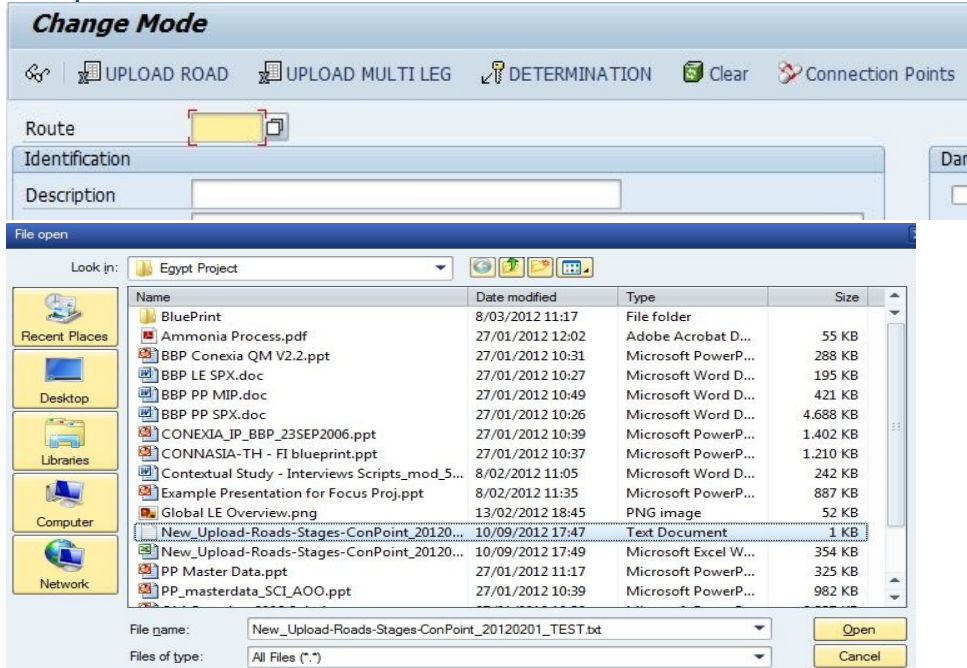 Change Mode
UPLOAD ROAD UPLOAD MULTI LEG DETERMINATION Clear Connection Points
Route
Identification Dan
Description
File open
Look in: Egypt Project
Name Date modified Type Size
BluePrint 8/03/2012 11:17 File folder
Recent Places Ammonia Process.pdf 27/01/2012 12:02 Adobe Acrobat D... 55 KB
BBP Conexia QM V2.2.ppt 27/01/2012 10:31 Microsoft PowerP... 288 KB
BBP LE SPX.doc 27/01/2012 10:27 Microsoft Word D... 195 KB
Desktop BBP PP MIP.doc 27/01/2012 10:49 Microsoft Word D... 421 KB
BBP PP SPX.doc 27/01/2012 10:26 Microsoft Word D... 4.688 KB
CONEXIA_IP_BBP_23SEP2006.ppt 27/01/2012 10:39 Microsoft PowerP... 1.402 KB
Libraries CONNASIA-TH - FI blueprint.ppt 27/01/2012 10:37 Microsoft PowerP... 1.210 KB
Contextual Study - Interviews Scripts_mod_5... 8/02/2012 11:05 Microsoft Word D... 242 KB
Example Presentation for Focus Proj.ppt 8/02/2012 11:35 Microsoft PowerP... 887 KB
Computer Global LE Overview.png 13/02/2012 18:45 PNG image 52 KB
New_Upload-Roads-Stages-ConPoint_20120... 10/09/2012 17:47 Text Document 1 KB
New_Upload-Roads-Stages-ConPoint_20120... 10/09/2012 17:49 Microsoft Excel W... 354 KB
Network PP Master Data.ppt 27/01/2012 11:17 Microsoft PowerP... 325 KB
PP_masterdata_SCI_AOO.ppt 27/01/2012 10:39 Microsoft PowerP... 982 KB
File name: New_Upload-Roads-Stages-ConPoint_20120201_TEST.txt Open
Files of type: All Files (*.*) Cancel